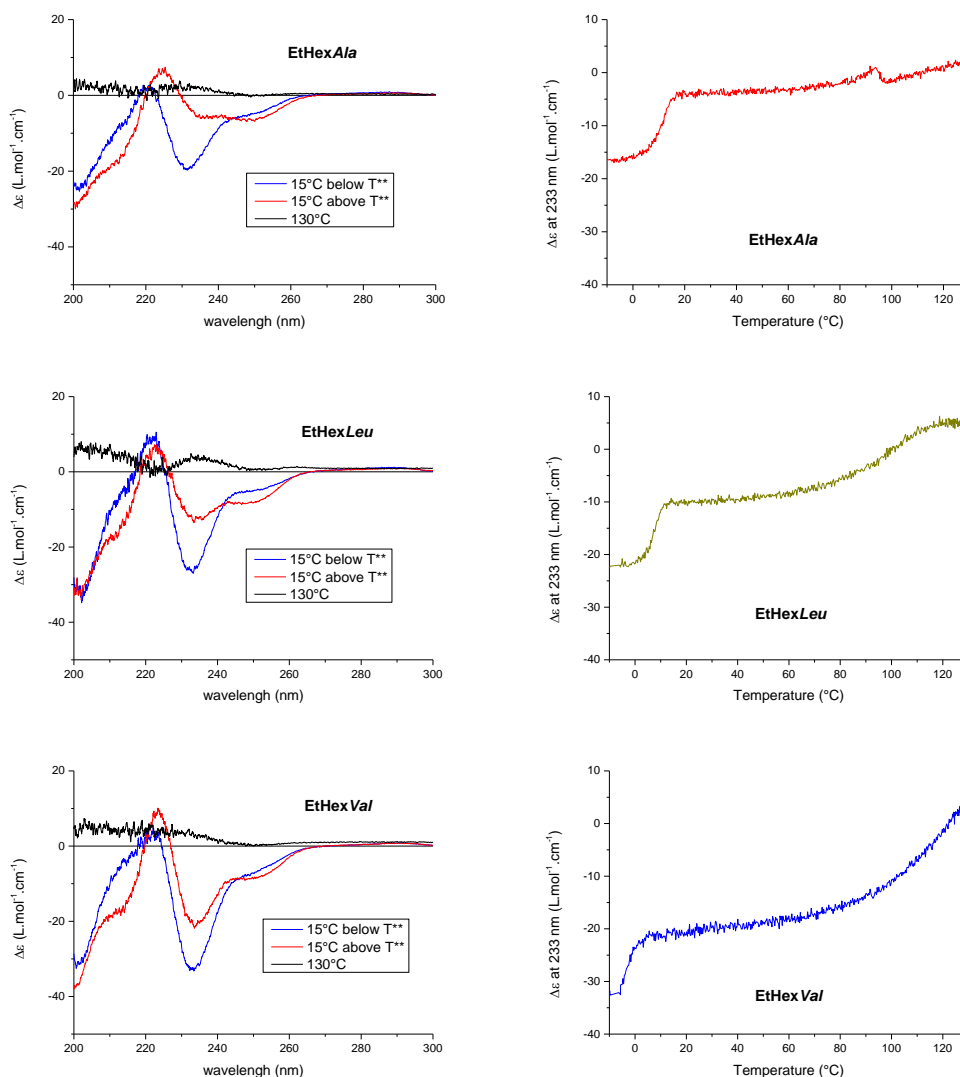 20
0
-20
-40
200
220
240
260
280
300
Δε (L.mol⁻¹.cm⁻¹)
wavelengh (nm)
EtHexAla
15°C below T**
15°C above T**
130°C
10
0
-10
-20
-30
-40
0
20
40
60
80
100
120
Δε at 233 nm (L.mol⁻¹.cm⁻¹)
Temperature (°C)
EtHexAla
20
0
-20
-40
200
220
240
260
280
300
Δε (L.mol⁻¹.cm⁻¹)
wavelengh (nm)
EtHexLeu
15°C below T**
15°C above T**
130°C
10
0
-10
-20
-30
-40
0
20
40
60
80
100
120
Δε at 233 nm (L.mol⁻¹.cm⁻¹)
Temperature (°C)
EtHexLeu
20
0
-20
-40
200
220
240
260
280
300
Δε (L.mol⁻¹.cm⁻¹)
wavelengh (nm)
EtHexVal
15°C below T**
15°C above T**
130°C
10
0
-10
-20
-30
-40
0
20
40
60
80
100
120
Δε at 233 nm (L.mol⁻¹.cm⁻¹)
Temperature (°C)
EtHexVal